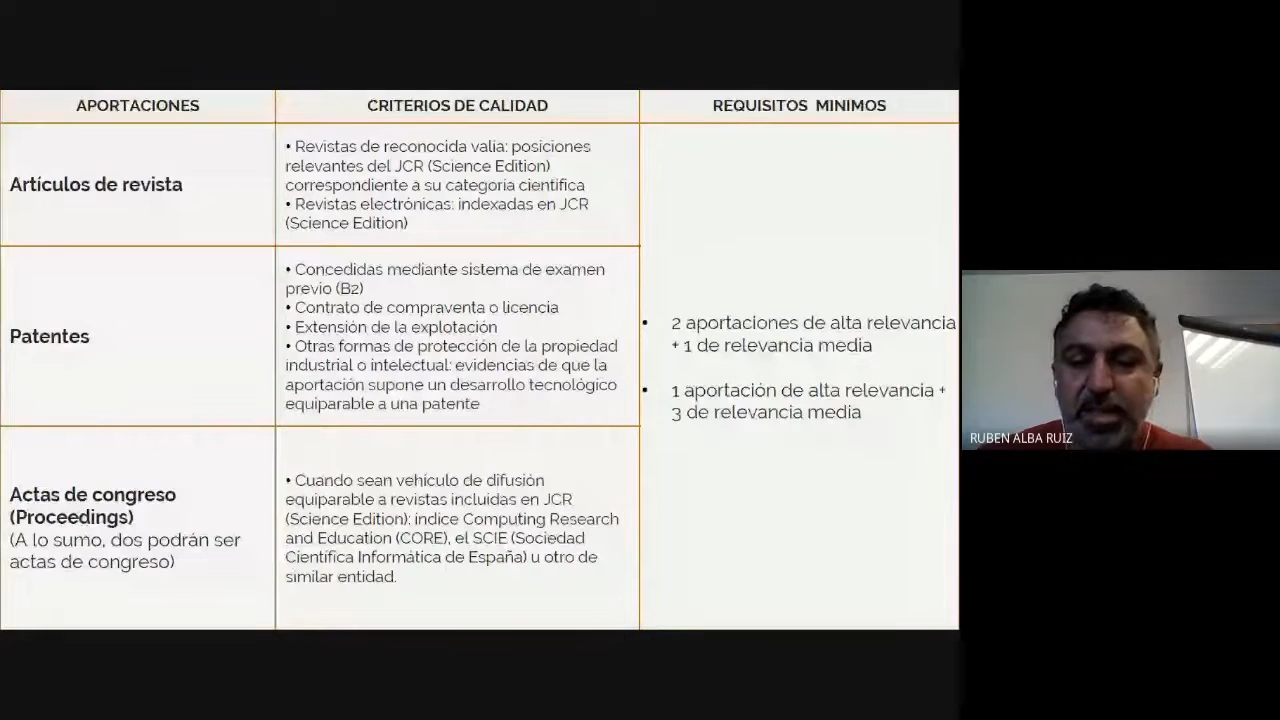 APORTACIONES
CRITERIOS DE CALIDAD
REQUISITOS MINIMOS
Artículos de revista
• Revistas de reconocida valía: posiciones
relevantes del JCR (Science Edition)
correspondiente a su categoría científica
• Revistas electrónicas: indexadas en JCR
(Science Edition)
Patentes
• Concedidas mediante sistema de examen
previo (B2)
• Contrato de compraventa o licencia
• Extensión de la explotación
• Otras formas de protección de la propiedad
industrial o intelectual: evidencias de que la
aportación supone un desarrollo tecnológico
equiparable a una patente
Actas de congreso
(Proceedings)
(A lo sumo, dos podrán ser
actas de congreso)
• Cuando sean vehículo de difusión
equiparable a revistas incluidas en JCR
(Science Edition): índice Computing Research
and Education (CORE), el SCIE (Sociedad
Científica Informática de España) u otro de
similar entidad.
• 2 aportaciones de alta relevancia
+ 1 de relevancia media
• 1 aportación de alta relevancia +
3 de relevancia media
RUBEN ALBA RUIZ